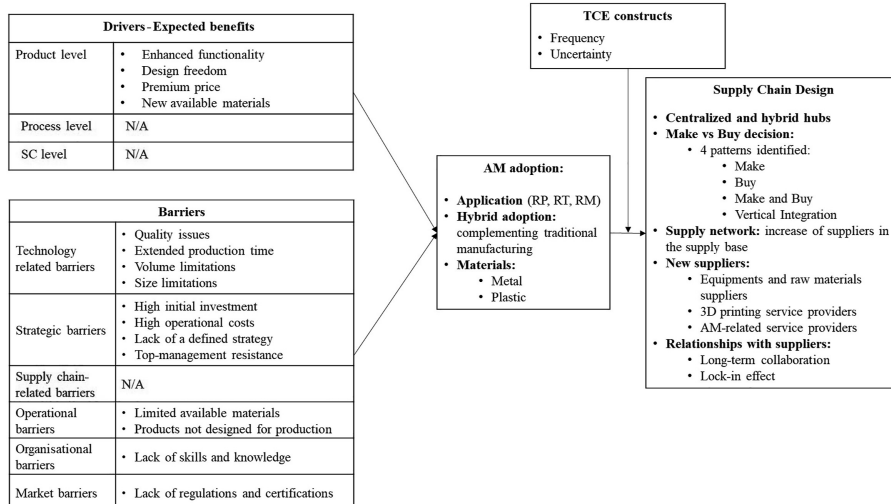 Drivers-Expected benefits
Product level
• Enhanced functionality
• Design freedom
• Premium price
• New available materials
Process level N/A
SC level N/A
Barriers
Technology
related barriers
• Quality issues
• Extended production time
• Volume limitations
• Size limitations
Strategic barriers
• High initial investment
• High operational costs
• Lack of a defined strategy
• Top-management resistance
Supply chain-
related barriers
N/A
Operational
barriers
• Limited available materials
• Products not designed for production
Organisational
barriers
• Lack of skills and knowledge
Market barriers
• Lack of regulations and certifications
AM adoption:
• Application (RP, RT, RM)
• Hybrid adoption:
complementing traditional
manufacturing
• Materials:
• Metal
• Plastic
TCE constructs
• Frequency
• Uncertainty
Supply Chain Design
• Centralized and hybrid hubs
• Make vs Buy decision:
• 4 patterns identified:
• Make
• Buy
• Make and Buy
• Vertical Integration
• Supply network: increase of suppliers in
the supply base
• New suppliers:
• Equipments and raw materials
suppliers
• 3D printing service providers
• AM-related service providers
• Relationships with suppliers:
• Long-term collaboration
• Lock-in effect